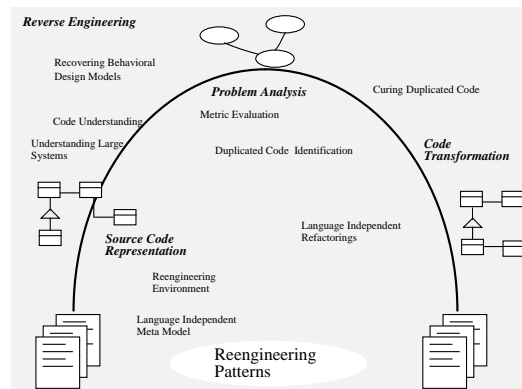 Reverse Engineering
Recovering Behavioral
Design Models
Problem Analysis
Curing Duplicated Code
Metric Evaluation
Code Understanding
Duplicated Code Identification
Code
Transformation
Understanding Large
Systems
Language Independent
Refactorings
Source Code
Representation
Reengineering
Environment
Language Independent
Meta Model
Reengineering
Patterns